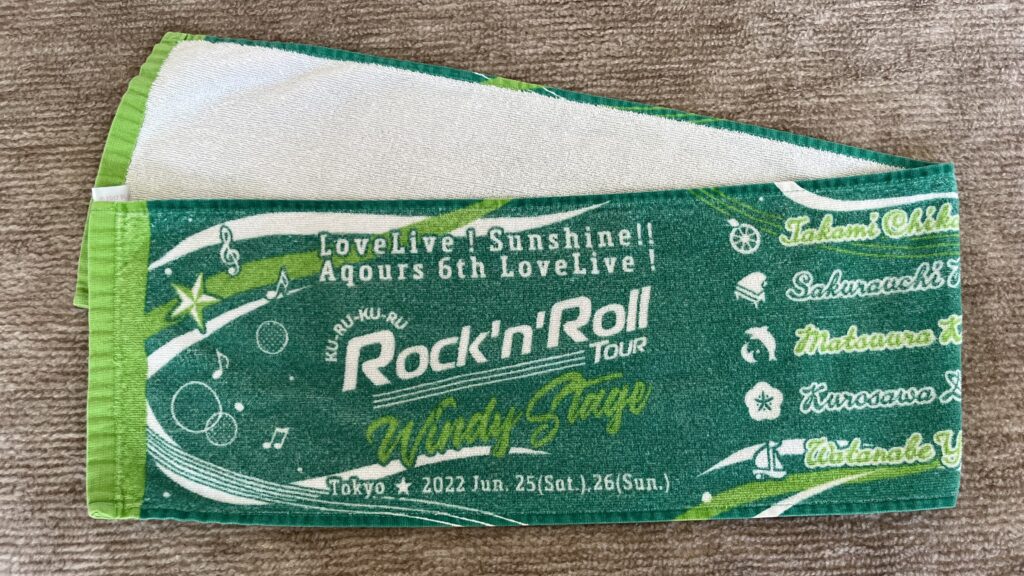 LoveLive! Sunshine!!
Aqours 6th LoveLive!
KU-RU-KU-RU
Rock'n'Roll
TOUR
Windy Stage
Tokyo ★ 2022 Jun. 25(Sat.),26(Sun.)
Takami Chika
Sakurauchi
Matsuura
Kurosawa
Watanabe